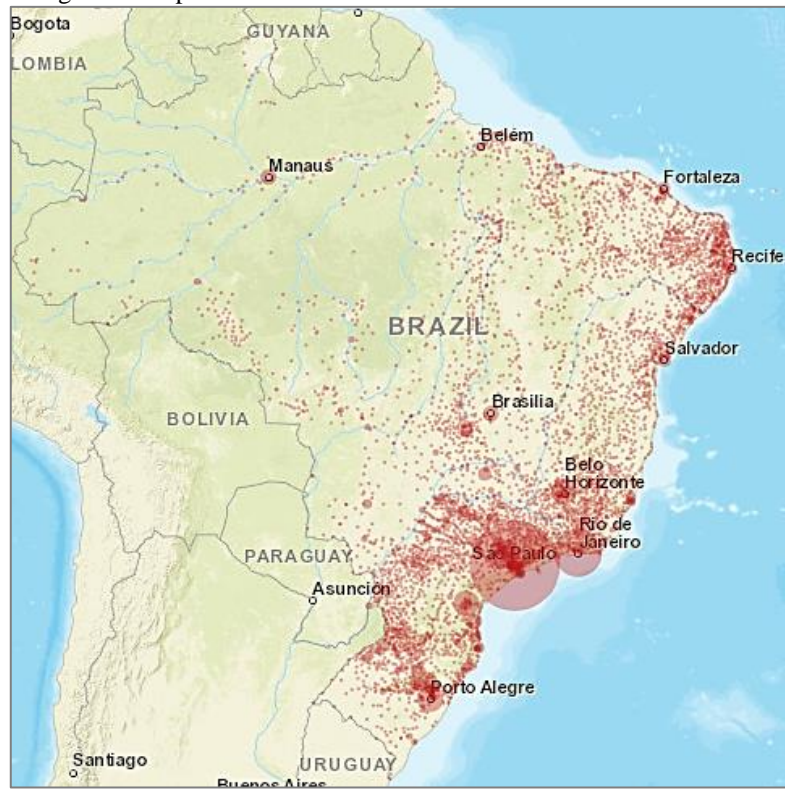 Bogota
GUYANA
LOMBIA
Belém
Manaus
Fortaleza
Recife
BRAZIL
Salvador
Brasilia
BOLIVIA
Belo
Horizonte
Rio de
Janeiro
São Paulo
PARAGUAY
Asunción
Porto Alegre
Santiago
URUGUAY
Buenos Aires